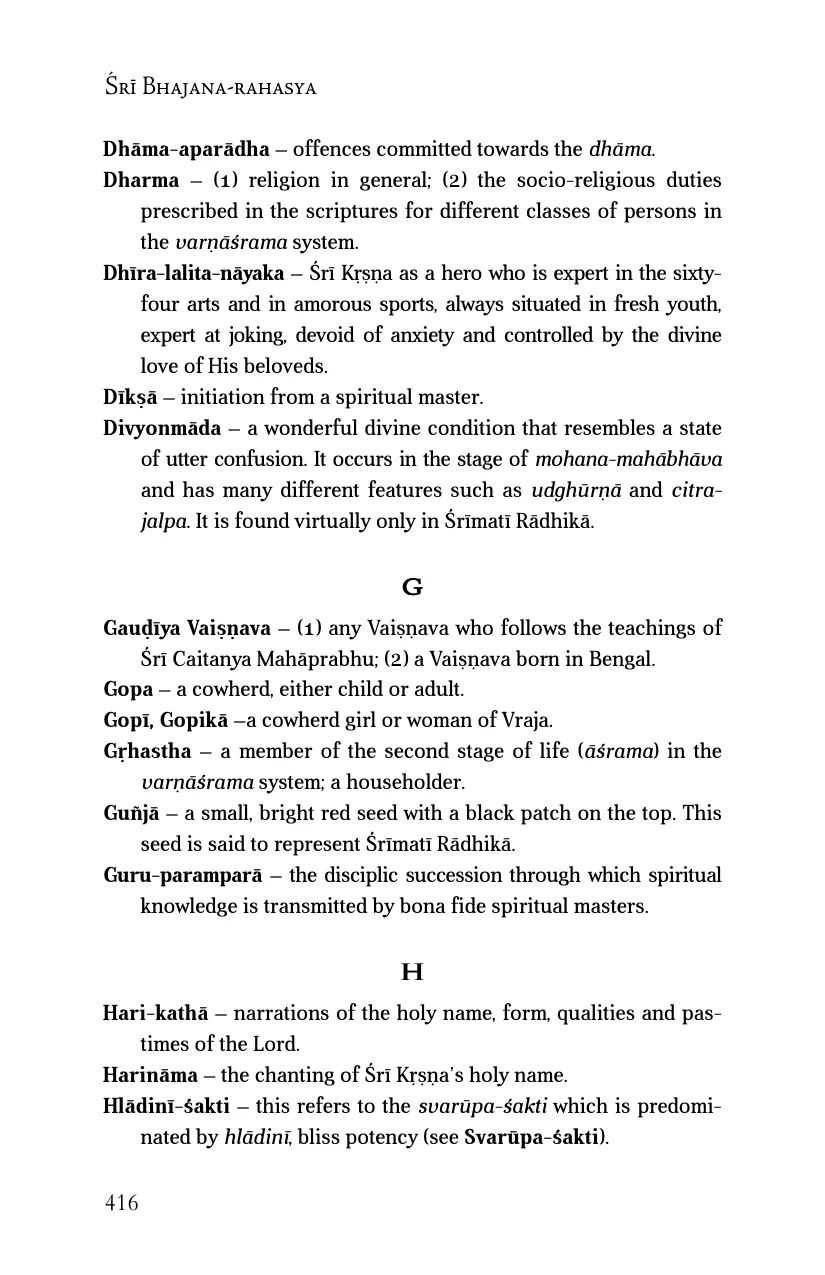 Śrī Bhajana-rahasya
Dhāma-aparādha – offences committed towards the dhāma.
Dharma – (1) religion in general; (2) the socio-religious duties
prescribed in the scriptures for different classes of persons in
the varṇāśrama system.
Dhīra-lalita-nāyaka – Śrī Kṛṣṇa as a hero who is expert in the sixty-
four arts and in amorous sports, always situated in fresh youth,
expert at joking, devoid of anxiety and controlled by the divine
love of His beloveds.
Dīkṣā – initiation from a spiritual master.
Divyonmāda – a wonderful divine condition that resembles a state
of utter confusion. It occurs in the stage of mohana-mahābhāva
and has many different features such as udghūrṇā and citra-
jalpa. It is found virtually only in Śrīmatī Rādhikā.
G
Gauḍīya Vaiṣṇava – (1) any Vaiṣṇava who follows the teachings of
Śrī Caitanya Mahāprabhu; (2) a Vaiṣṇava born in Bengal.
Gopa – a cowherd, either child or adult.
Gopī, Gopikā –a cowherd girl or woman of Vraja.
Gṛhastha – a member of the second stage of life (āśrama) in the
varṇāśrama system; a householder.
Guñjā – a small, bright red seed with a black patch on the top. This
seed is said to represent Śrīmatī Rādhikā.
Guru-paramparā – the disciplic succession through which spiritual
knowledge is transmitted by bona fide spiritual masters.
H
Hari-kathā – narrations of the holy name, form, qualities and pas-
times of the Lord.
Harināma – the chanting of Śrī Kṛṣṇa’s holy name.
Hlādinī-śakti – this refers to the svarūpa-śakti which is predomi-
nated by hlādinī, bliss potency (see Svarūpa-śakti).
416